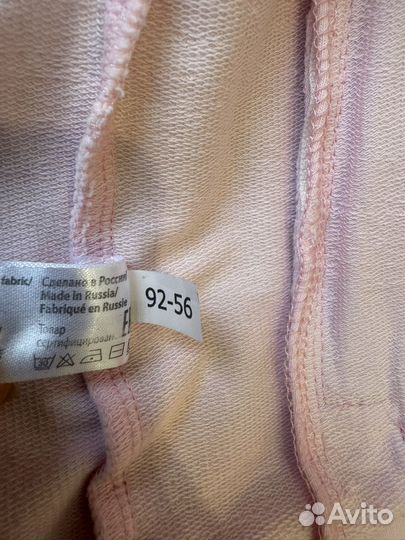 fabric/
Сделано в России
Made in Russia/
Fabriqué en Russie
Товар
сертифицирован
92-56
Avito